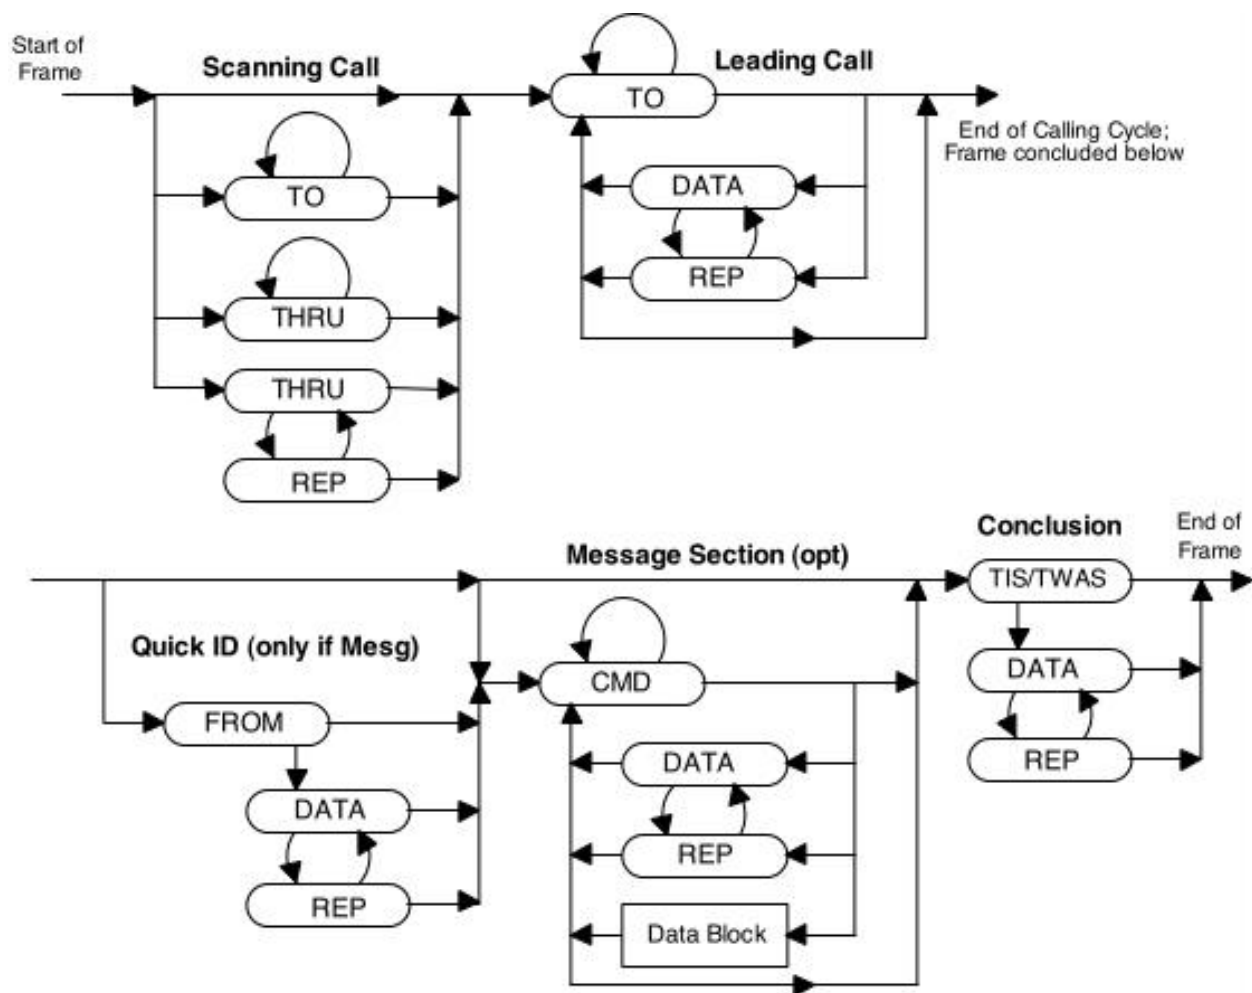 Start of
Frame
Scanning Call
Leading Call
TO
End of Calling Cycle;
Frame concluded below
TO
DATA
THRU
REP
THRU
REP
Message Section (opt)
Conclusion
End of
Frame
TIS/TWAS
Quick ID (only if Mesg)
CMD
DATA
FROM
DATA
REP
DATA
REP
REP
Data Block